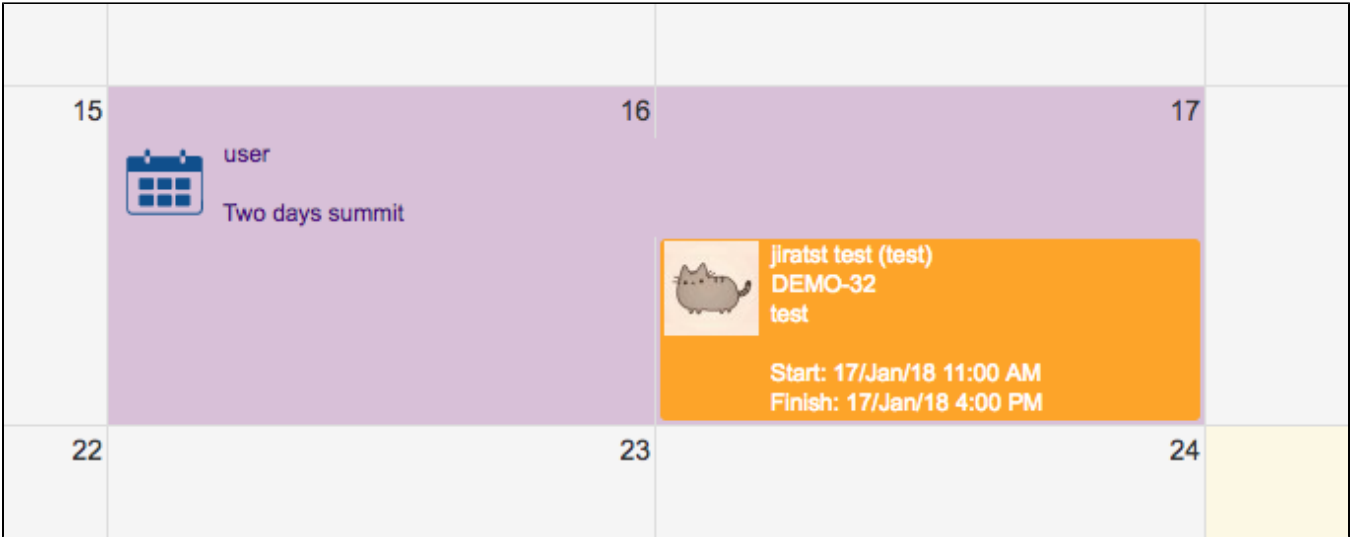 15
16
17
user
Two days summit
jiratst test (test)
DEMO-32
test
Start: 17/Jan/18 11:00 AM
Finish: 17/Jan/18 4:00 PM
22
23
24